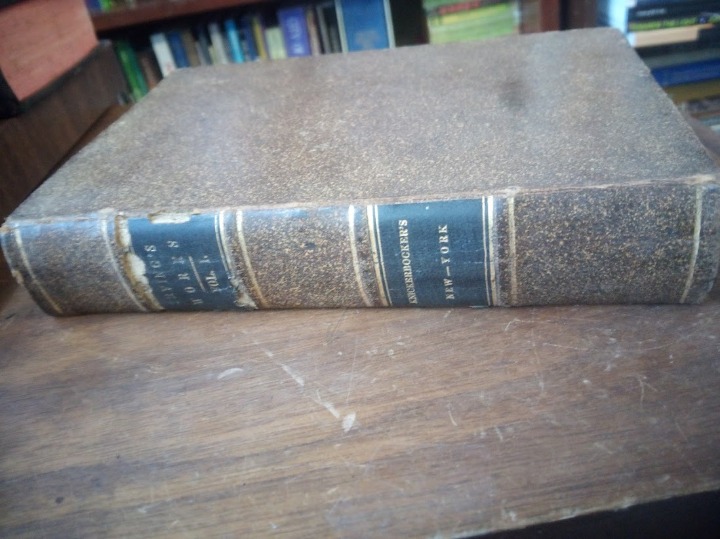 IRVING'S
WORKS
VOL. I.
KNICKERBOCKER'S
NEW-YORK